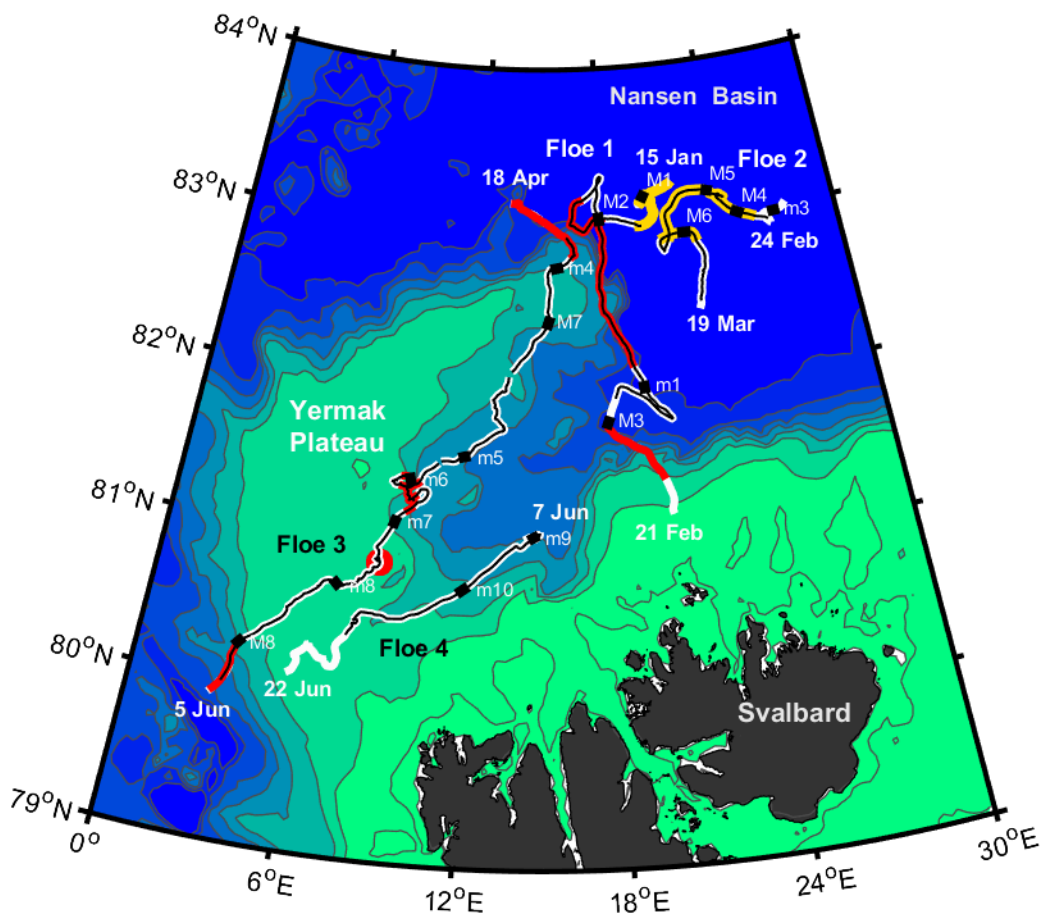 84°N
Nansen Basin
Floe 1
15 Jan
Floe 2
18 Apr
83°N
M1
M5
M2
M4
m3
M6
24 Feb
m4
19 Mar
M7
82°N
m1
Yermak
Plateau
M3
m5
m6
81°N
m7
7 Jun
21 Feb
Floe 3
m9
m8
m10
80°N
M8
Floe 4
22 Jun
5 Jun
Svalbard
79°N
0°
6°E
12°E
18°E
24°E
30°E